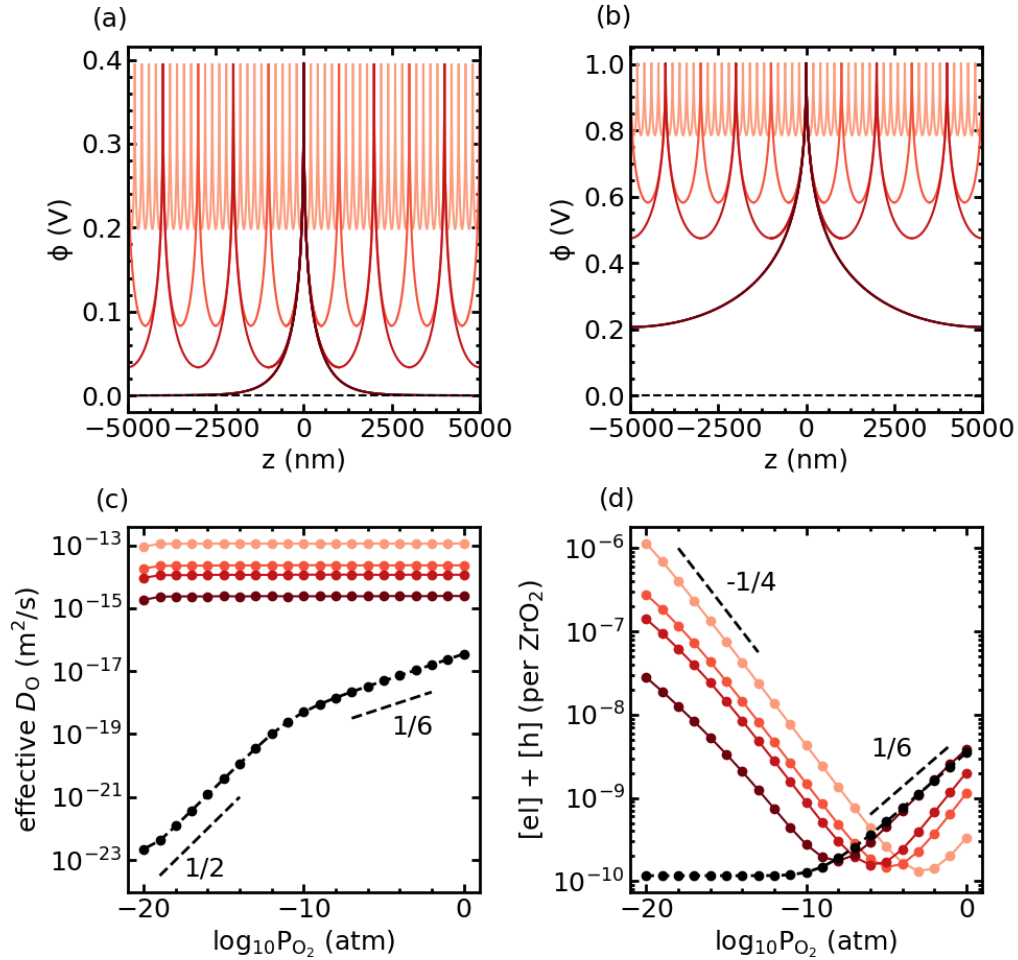 (a)
0.4
0.3
0.2
0.1
0.0
ϕ (V)
−5000 −2500 0 2500 5000
z (nm)
(b)
1.0
0.8
0.6
0.4
0.2
0.0
ϕ (V)
−5000 −2500 0 2500 5000
z (nm)
(c)
10⁻¹³
10⁻¹⁵
10⁻¹⁷
10⁻¹⁹
10⁻²¹
10⁻²³
effective D_O (m²/s)
1/6
1/2
−20 −10 0
log₁₀P_O₂ (atm)
(d)
10⁻⁶
10⁻⁷
10⁻⁸
10⁻⁹
10⁻¹⁰
[el] + [h] (per ZrO₂)
-1/4
1/6
−20 −10 0
log₁₀P_O₂ (atm)